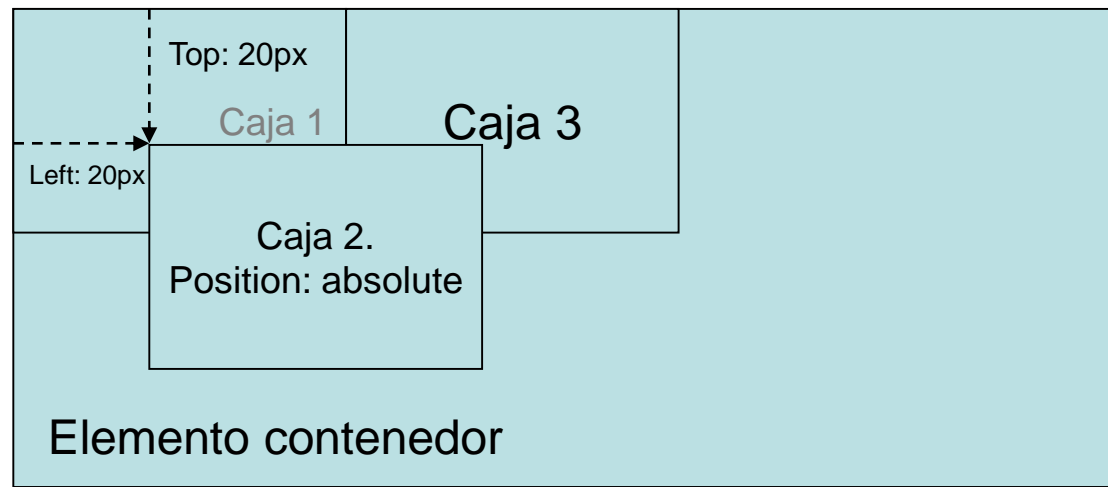 Top: 20px
Caja 1
Caja 3
Left: 20px
Caja 2.
Position: absolute
Elemento contenedor